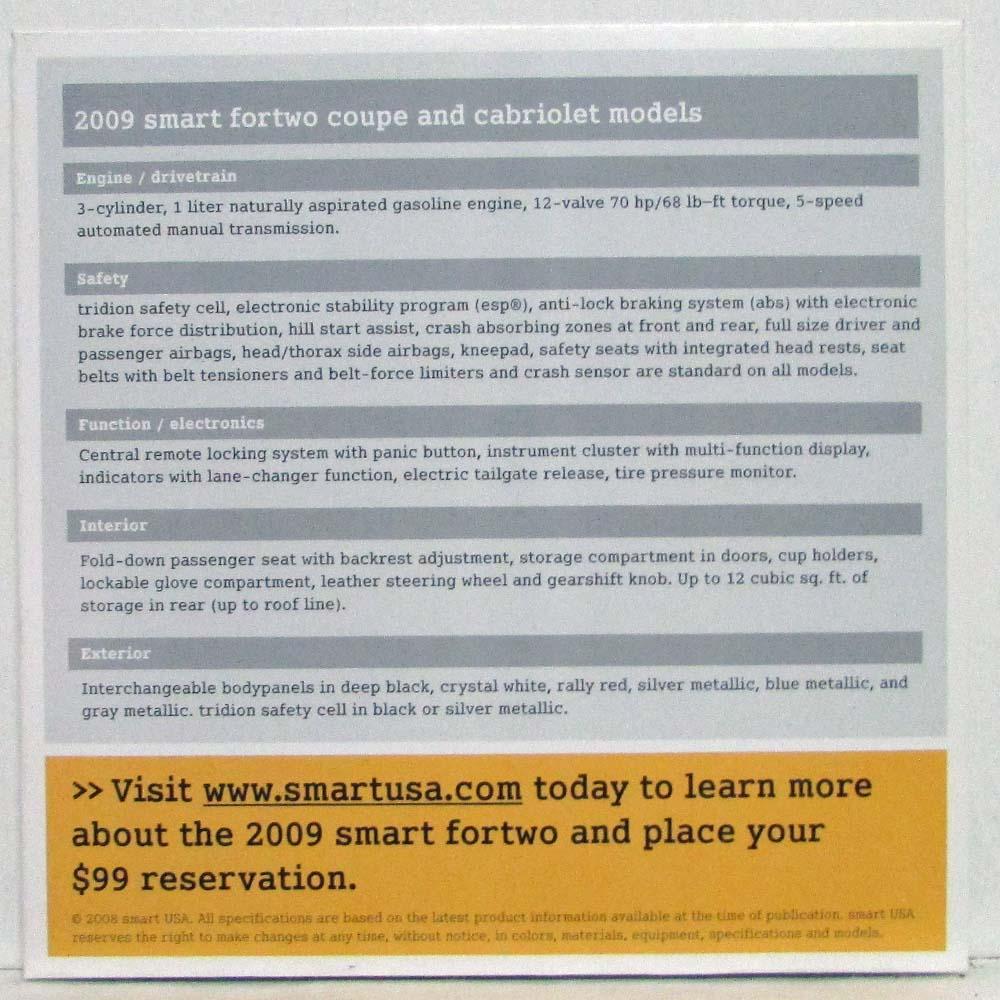 2009 smart fortwo coupe and cabriolet models
Engine / drivetrain
3-cylinder, 1 liter naturally aspirated gasoline engine, 12-valve 70 hp/68 lb-ft torque, 5-speed
automated manual transmission.
Safety
tridion safety cell, electronic stability program (esp®), anti-lock braking system (abs) with electronic
brake force distribution, hill start assist, crash absorbing zones at front and rear, full size driver and
passenger airbags, head/thorax side airbags, kneepad, safety seats with integrated head rests, seat
belts with belt tensioners and belt-force limiters and crash sensor are standard on all models.
Function / electronics
Central remote locking system with panic button, instrument cluster with multi-function display,
indicators with lane-changer function, electric tailgate release, tire pressure monitor.
Interior
Fold-down passenger seat with backrest adjustment, storage compartment in doors, cup holders,
lockable glove compartment, leather steering wheel and gearshift knob. Up to 12 cubic sq. ft. of
storage in rear (up to roof line).
Exterior
Interchangeable bodypanels in deep black, crystal white, rally red, silver metallic, blue metallic, and
gray metallic. tridion safety cell in black or silver metallic.
>> Visit www.smartusa.com today to learn more
about the 2009 smart fortwo and place your
$99 reservation.
© 2008 smart USA. All specifications are based on the latest product information available at the time of publication. smart USA
reserves the right to make changes at any time, without notice, in colors, materials, equipment, specifications and models.